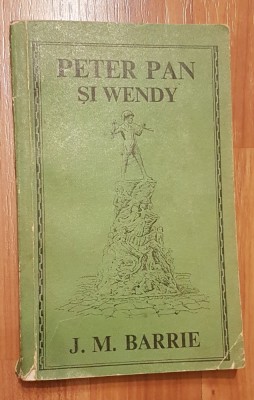 PETER PAN
ȘI WENDY
J. M. BARRIE